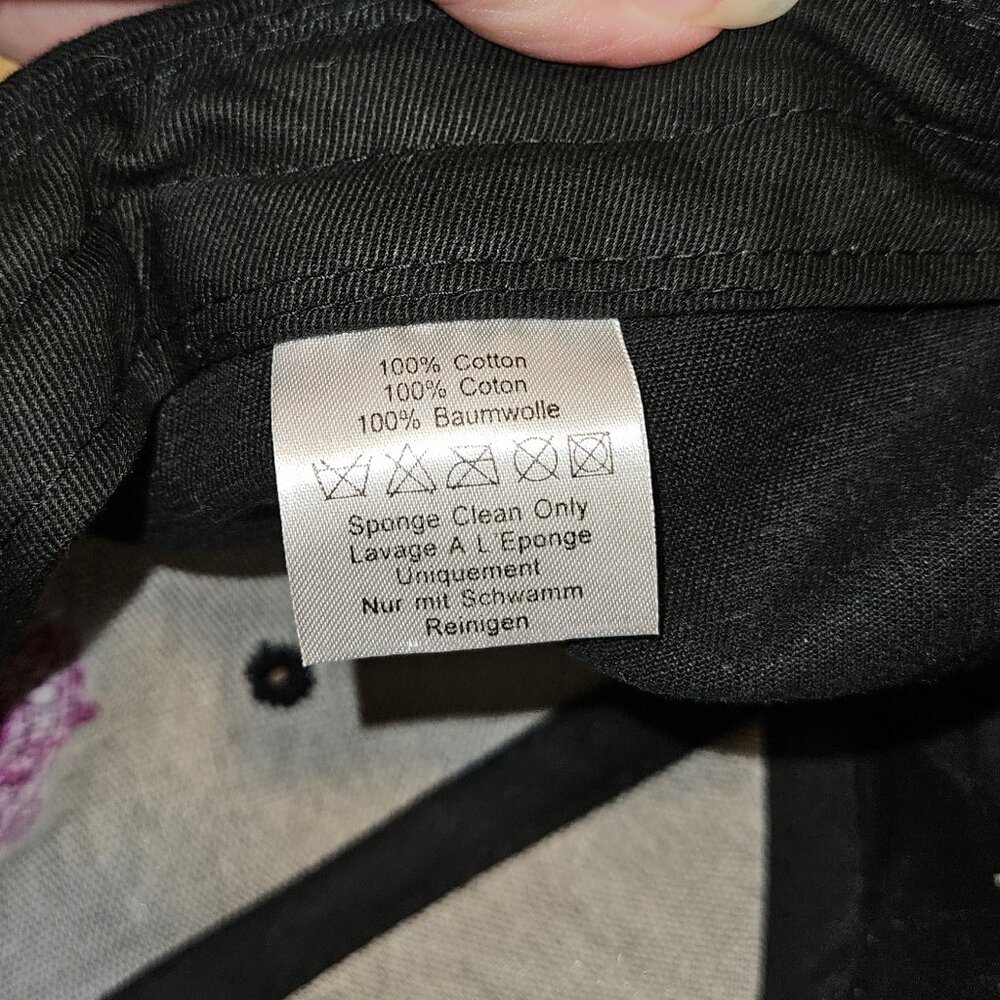 100% Cotton
100% Coton
100% Baumwolle
Sponge Clean Only
Lavage A L'Eponge
Uniquement
Nur mit Schwamm
Reinigen